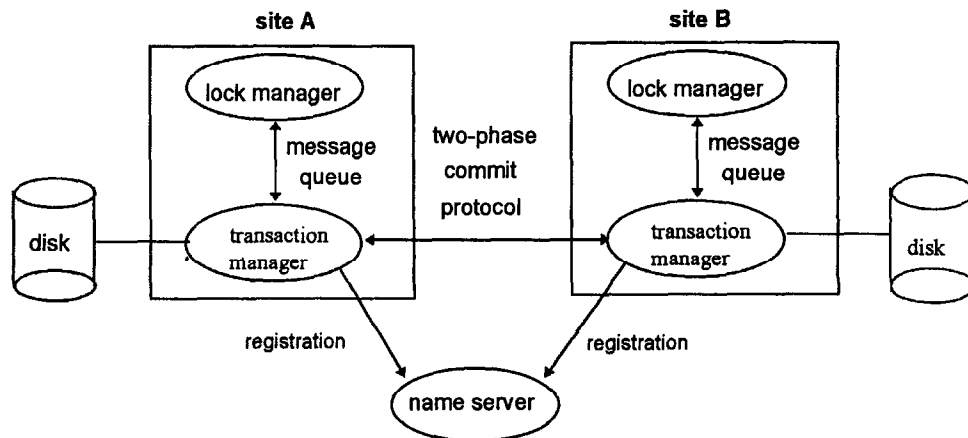 site A
site B
lock manager
lock manager
message
queue
two-phase
commit
protocol
message
queue
disk
transaction
manager
transaction
manager
disk
registration
registration
name server